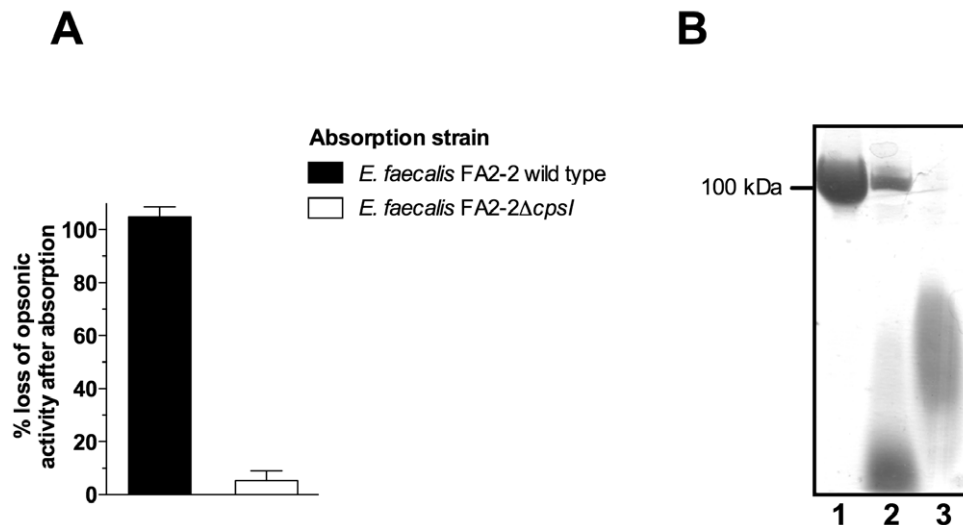 A
B
Absorption strain
E. faecalis FA2-2 wild type
E. faecalis FA2-2ΔcpsI
% loss of opsonic
activity after absorption
100
80
60
40
20
0
100 kDa
1 2 3